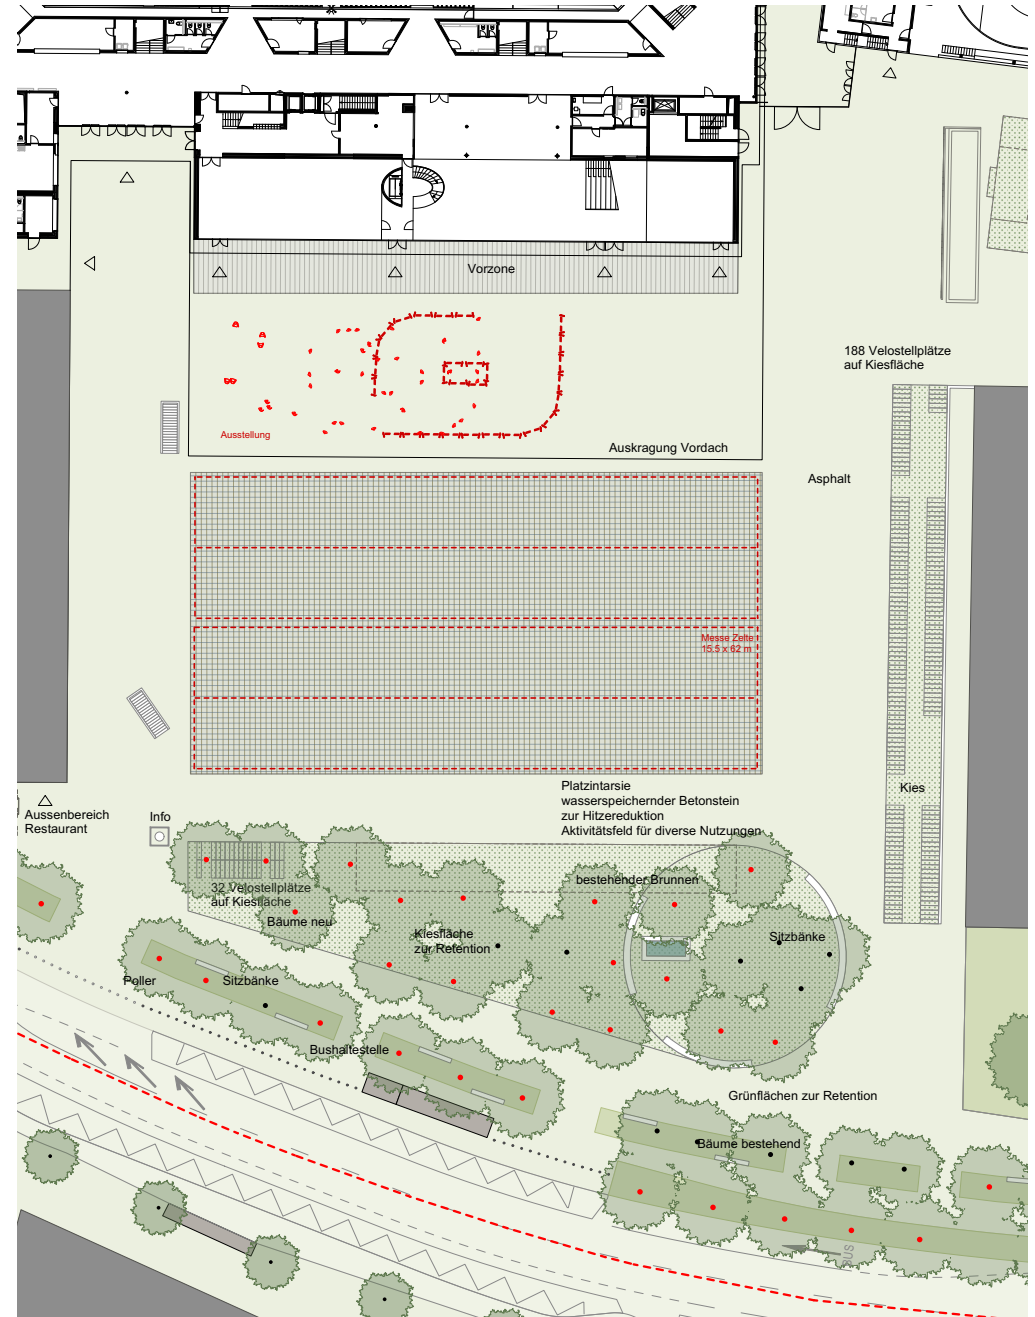 Vorzone
188 Velostellplätze
auf Kiesfläche
Ausstellung
Auskragung Vordach
Asphalt
Messe Zelte
15.5 x 62 m
Platzintarsie
wasserspeichernder Betonstein
zur Hitzereduktion
Aktivitätsfeld für diverse Nutzungen
Kies
Aussenbereich
Restaurant
Info
32 Velostellplätze
auf Kiesfläche
bestehender Brunnen
Bäume neu
Kiesfläche
zur Retention
Sitzbänke
Poller
Sitzbänke
Bushaltestelle
Grünflächen zur Retention
Bäume bestehend
BUS